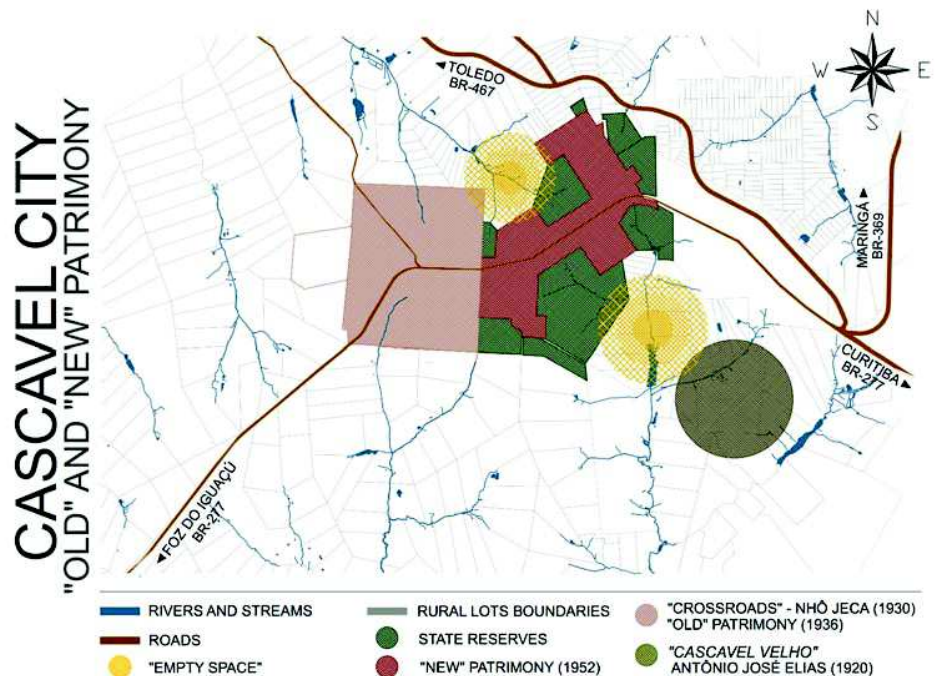 CASCAVEL CITY
"OLD" AND "NEW" PATRIMONY
N
W
E
S
◄TOLEDO
BR-467
MARINGÁ►
BR-369
CURITIBA►
BR-277
◄FOZ DO IGUAÇÚ
BR-277
RIVERS AND STREAMS
ROADS
"EMPTY SPACE"
RURAL LOTS BOUNDARIES
STATE RESERVES
"NEW" PATRIMONY (1952)
"CROSSROADS" - NHÔ JECA (1930)
"OLD" PATRIMONY (1936)
"CASCAVEL VELHO"
ANTÔNIO JOSÉ ELIAS (1920)